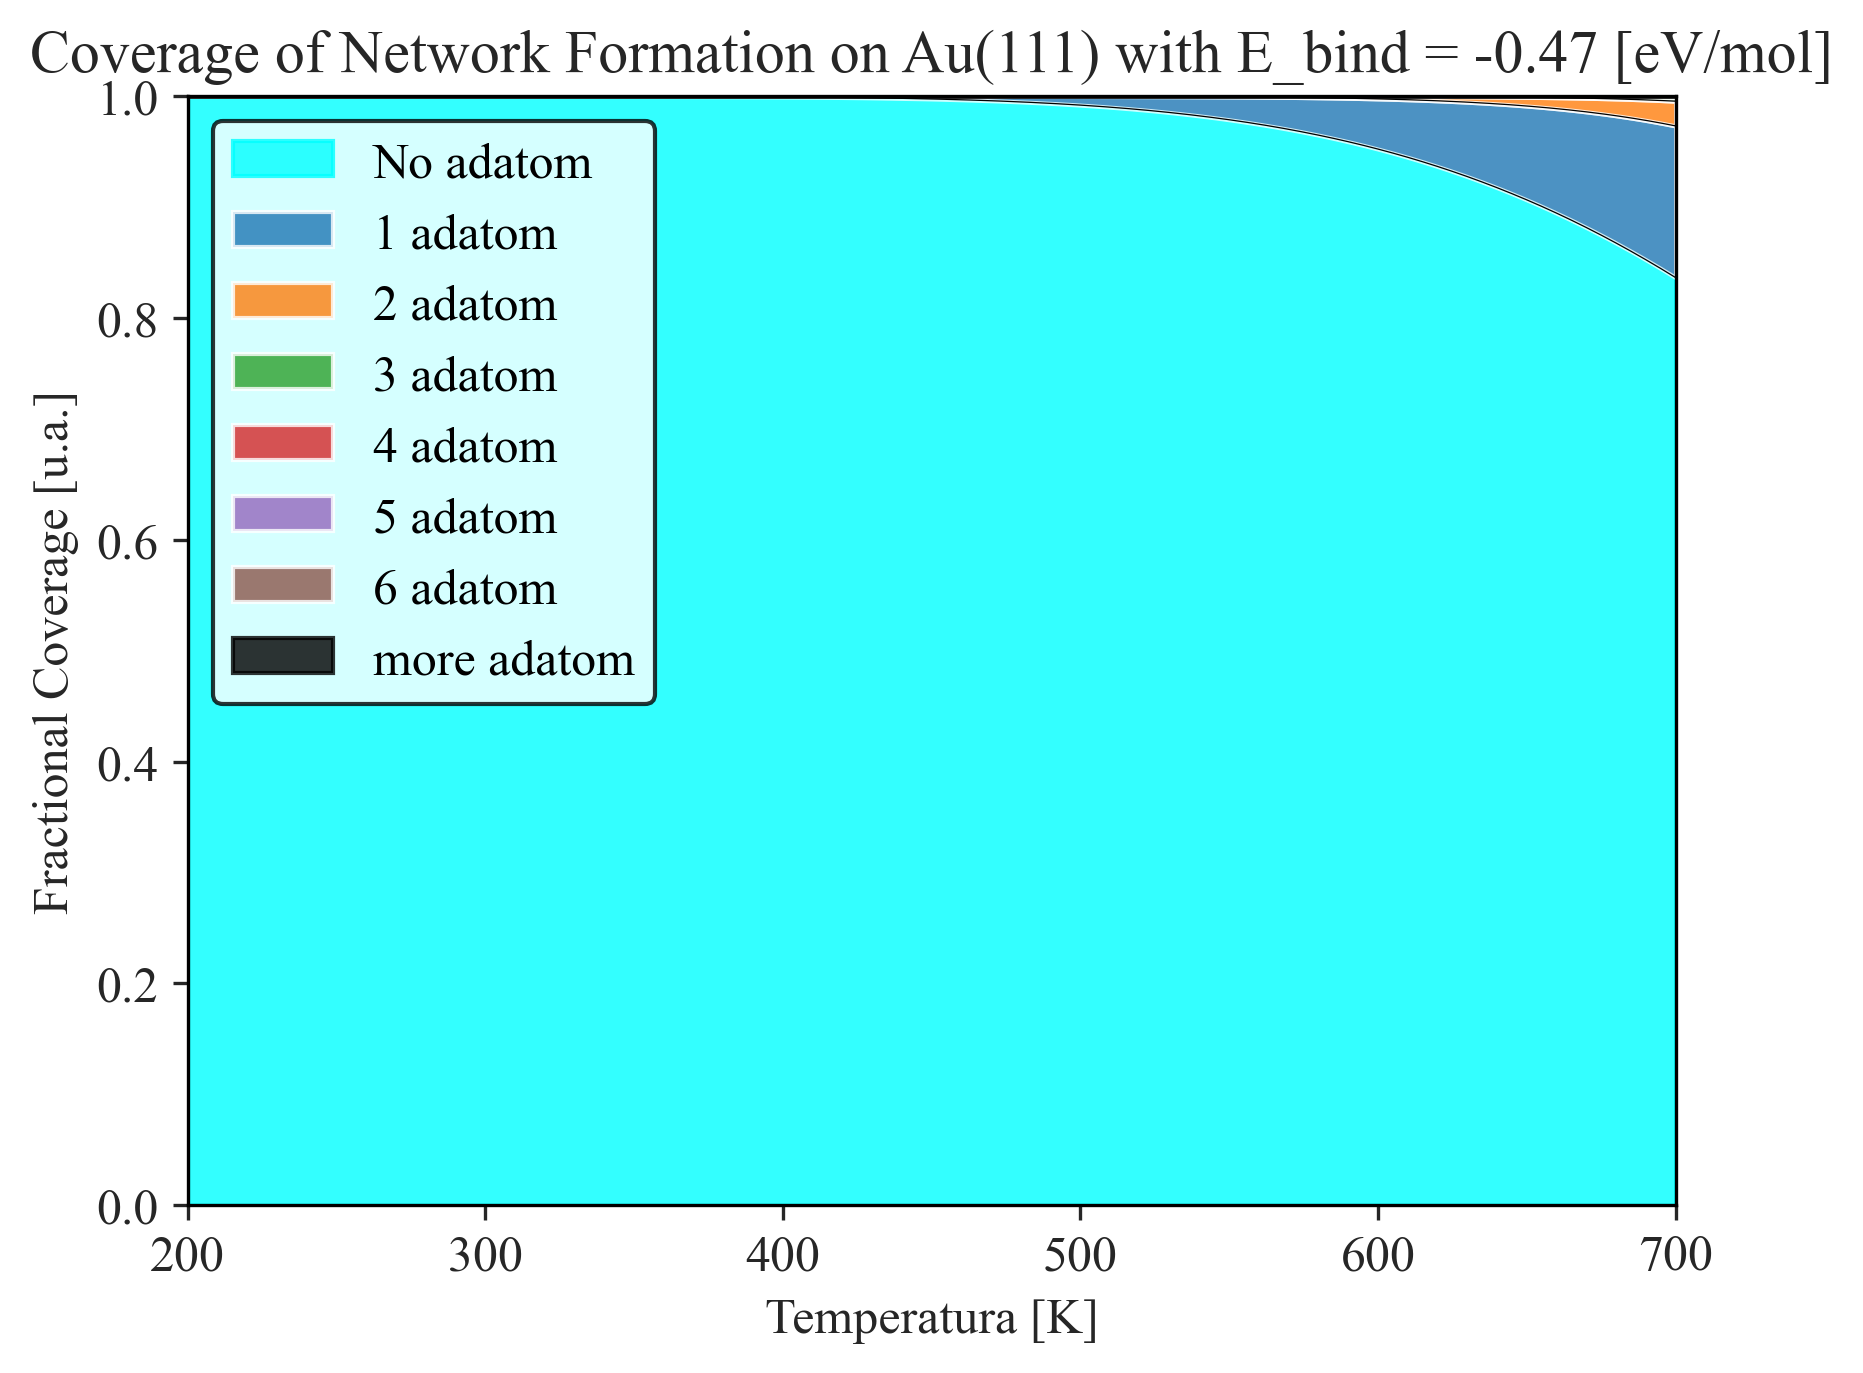 Coverage of Network Formation on Au(111) with E_bind = -0.47 [eV/mol]
Fractional Coverage [u.a.]
1.0
0.8
0.6
0.4
0.2
0.0
No adatom
1 adatom
2 adatom
3 adatom
4 adatom
5 adatom
6 adatom
more adatom
200 300 400 500 600 700
Temperatura [K]